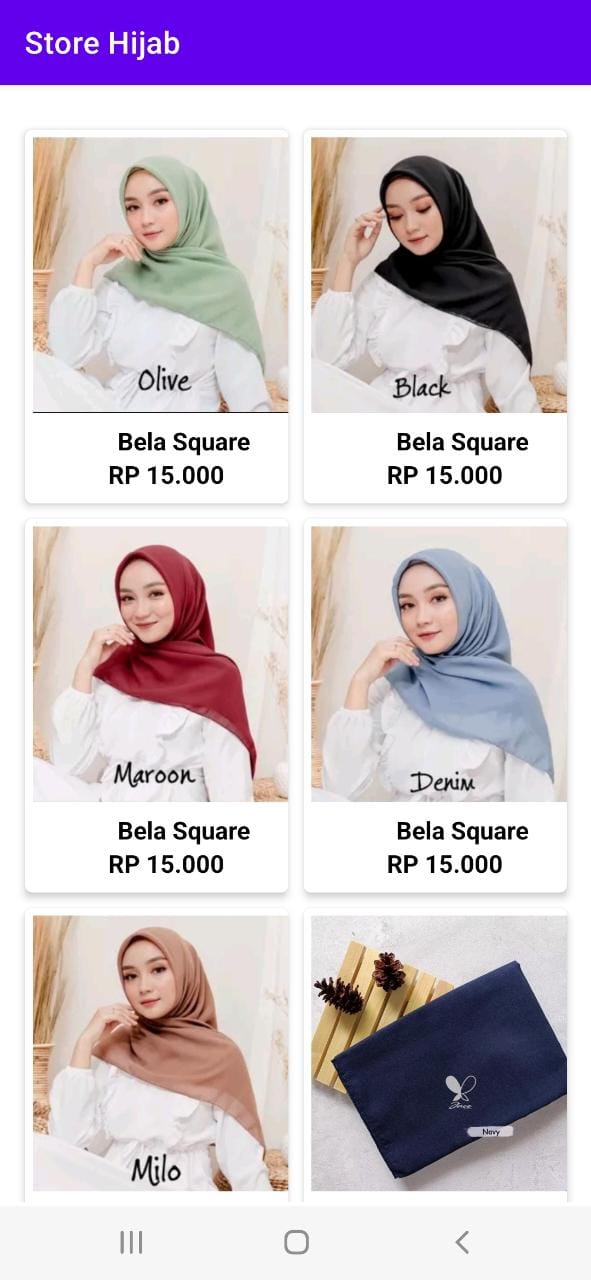 Store Hijab
Olive
Black
Bela Square
RP 15.000
Bela Square
RP 15.000
Maroon
Denim
Bela Square
RP 15.000
Bela Square
RP 15.000
Milo
Navy